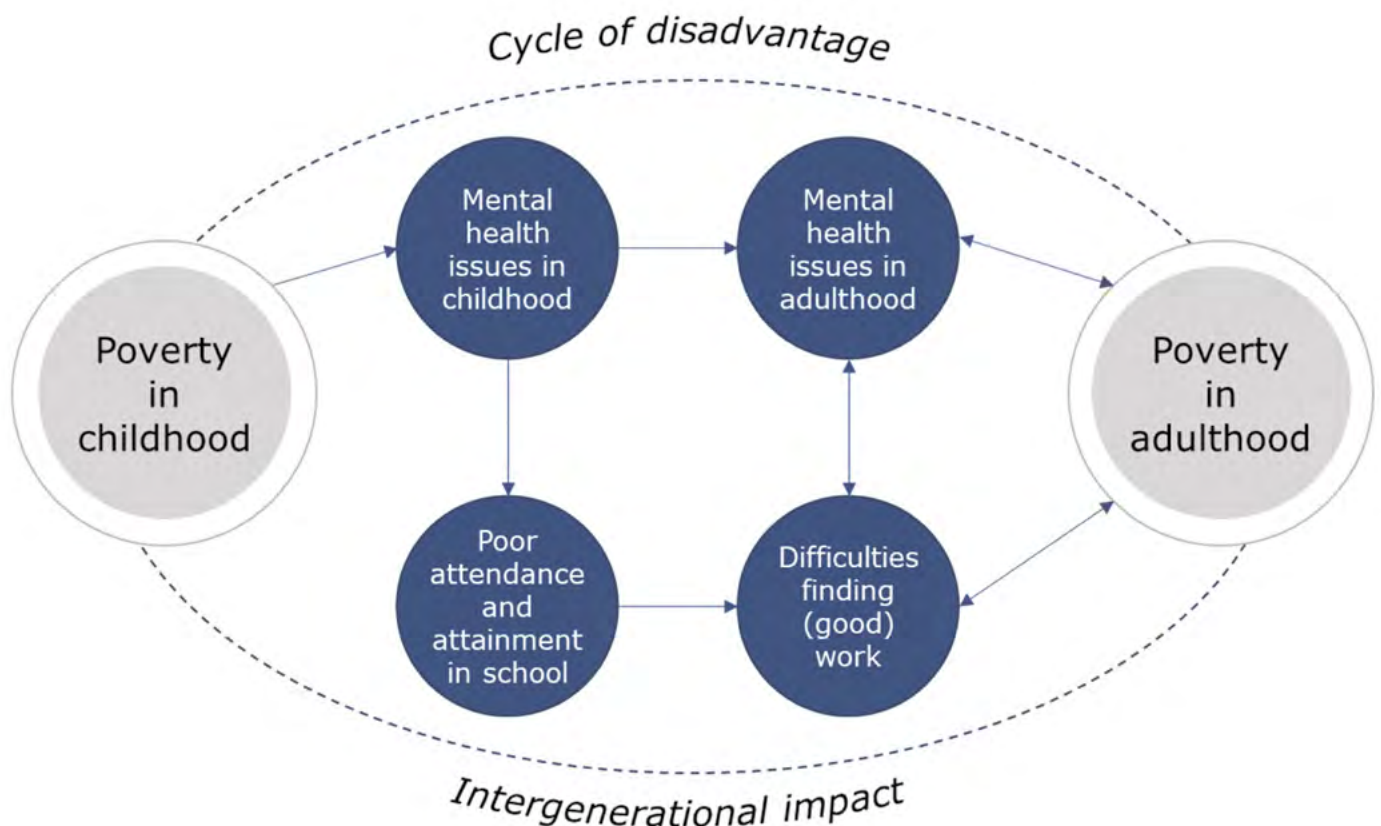 Cycle of disadvantage
Mental
health
issues in
childhood
Mental
health
issues in
adulthood
Poverty
in
childhood
Poverty
in
adulthood
Poor
attendance
and
attainment
in school
Difficulties
finding
(good)
work
Intergenerational impact